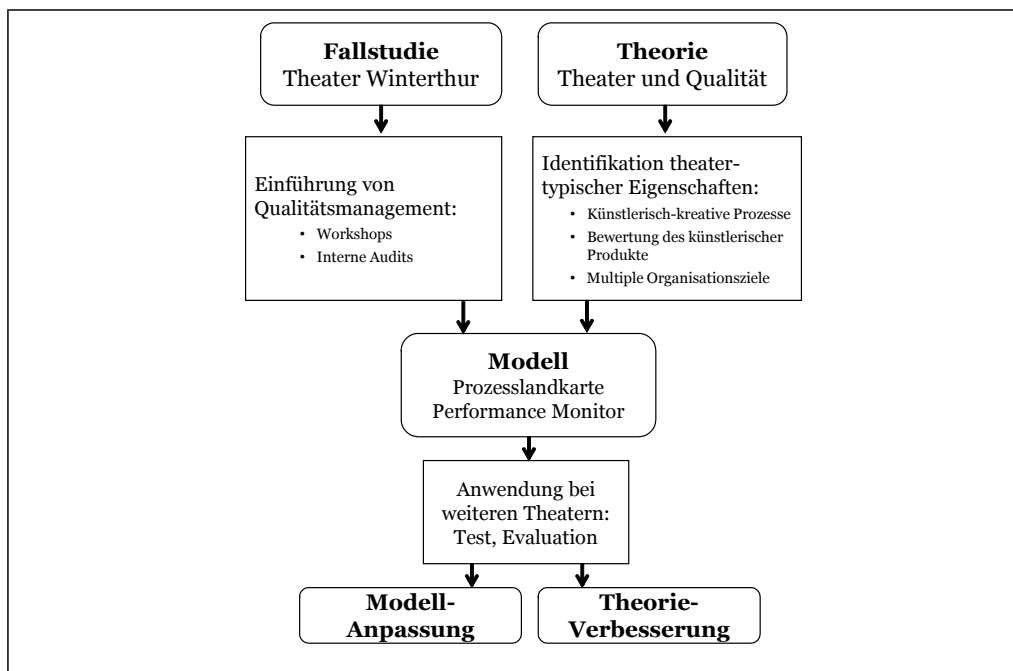 Fallstudie
Theater Winterthur
Theorie
Theater und Qualität
Einführung von
Qualitätsmanagement:
• Workshops
• Interne Audits
Identifikation theater-
typischer Eigenschaften:
• Künstlerisch-kreative Prozesse
• Bewertung des künstlerischer
Produkte
• Multiple Organisationsziele
Modell
Prozesslandkarte
Performance Monitor
Anwendung bei
weiteren Theatern:
Test, Evaluation
Modell-
Anpassung
Theorie-
Verbesserung